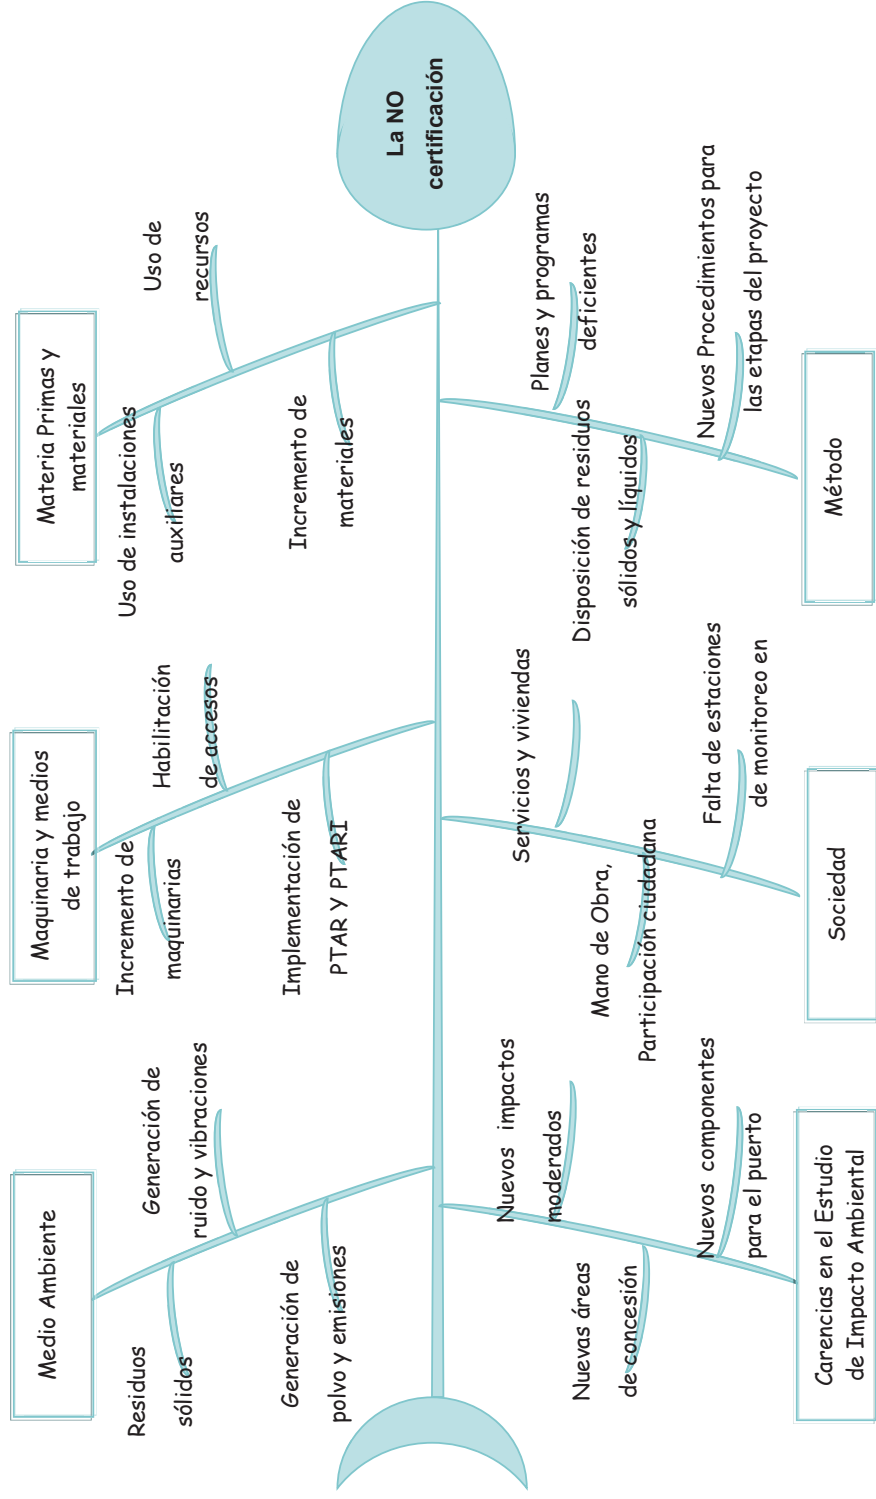 Medio Ambiente
Residuos
sólidos
Generación de
ruido y vibraciones
Generación de
polvo y emisiones
Maquinaria y medios
de trabajo
Incremento de
maquinarias
Habilitación
de accesos
Implementación de
PTAR Y PTARI
Materia Primas y
materiales
Uso de instalaciones
auxiliares
Uso de
recursos
Incremento de
materiales
La NO
certificación
Nuevos impactos
moderados
Nuevas áreas
de concesión
Nuevos componentes
para el puerto
Carencias en el Estudio
de Impacto Ambiental
Servicios y viviendas
Mano de Obra,
Participación ciudadana
Falta de estaciones
de monitoreo en
Sociedad
Planes y programas
deficientes
Disposición de residuos
sólidos y líquidos
Nuevos Procedimientos para
las etapas del proyecto
Método